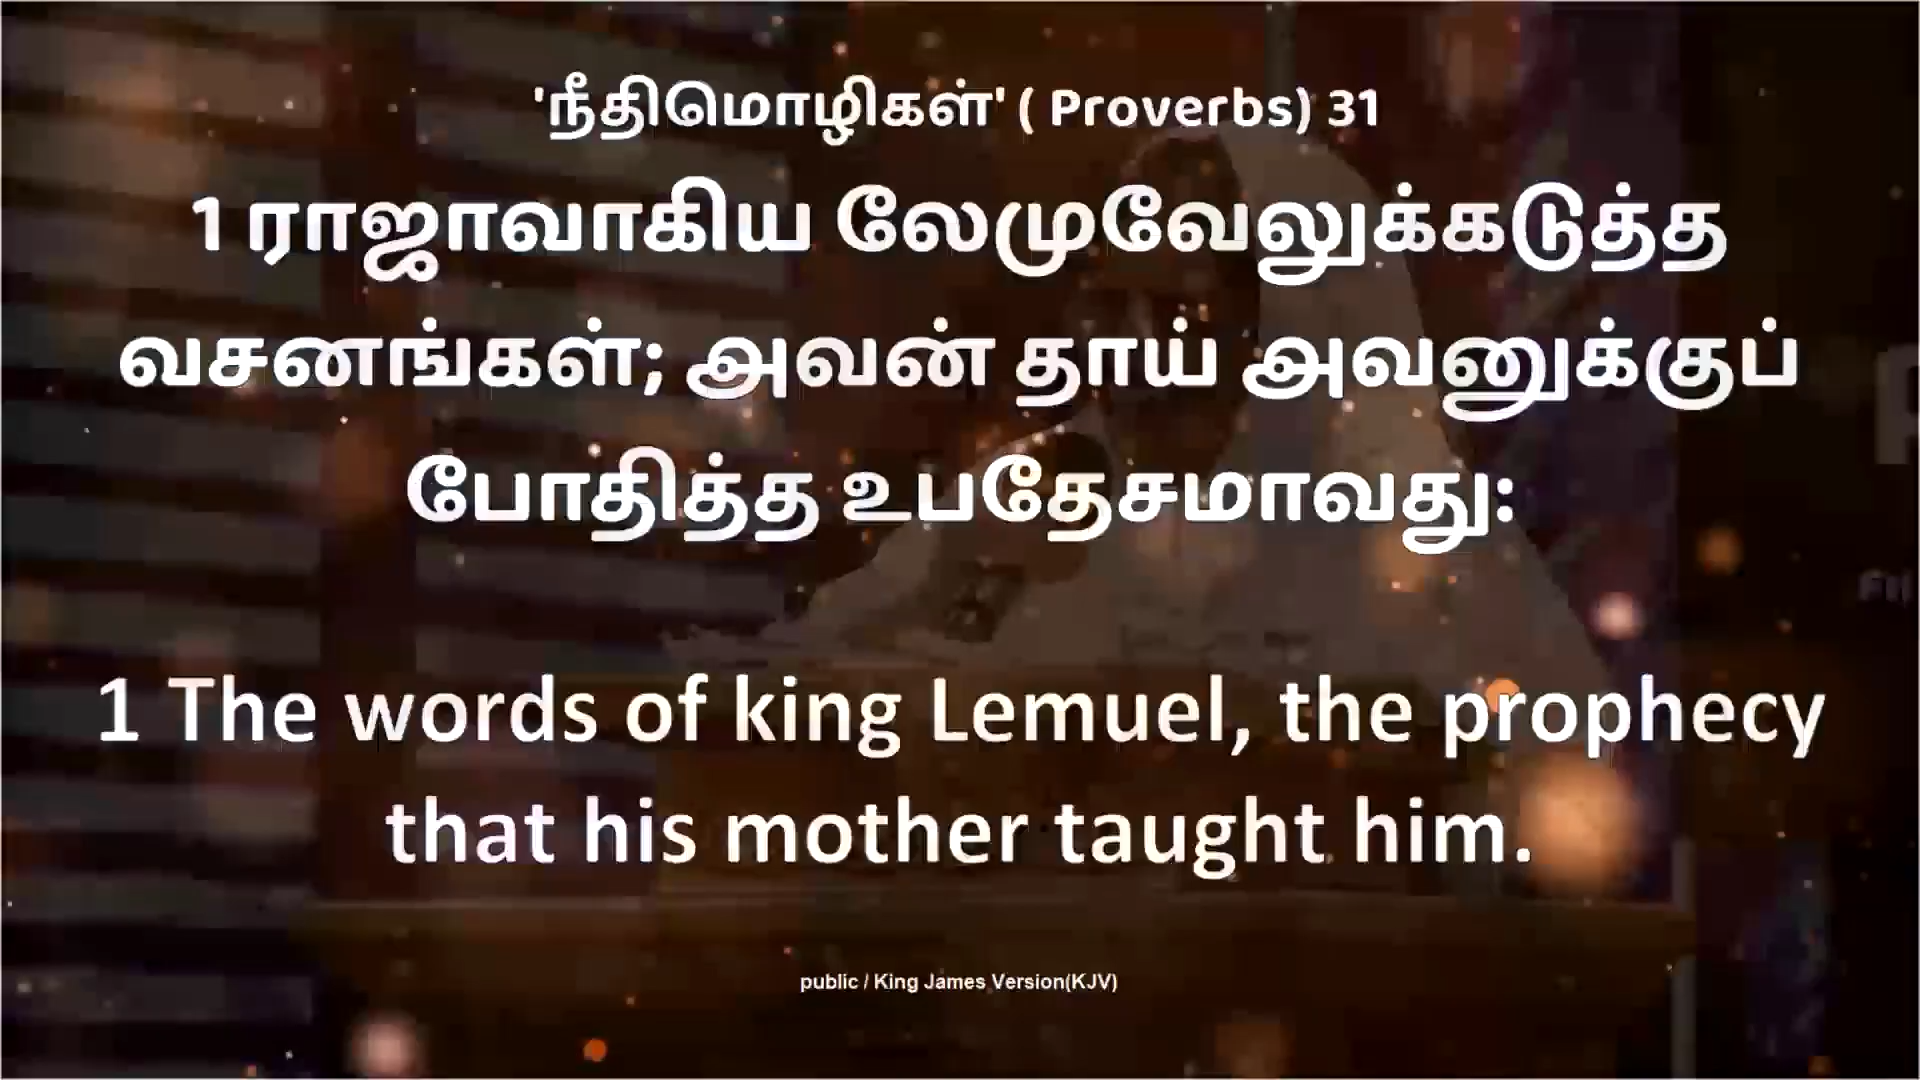 'நீதிமொழிகள்' ( Proverbs) 31
1 ராஜாவாகிய லேமுவேலுக்கடுத்த
வசனங்கள்; அவன் தாய் அவனுக்குப்
போதித்த உபதேசமாவது:
1 The words of king Lemuel, the prophecy
that his mother taught him.
public / King James Version(KJV)